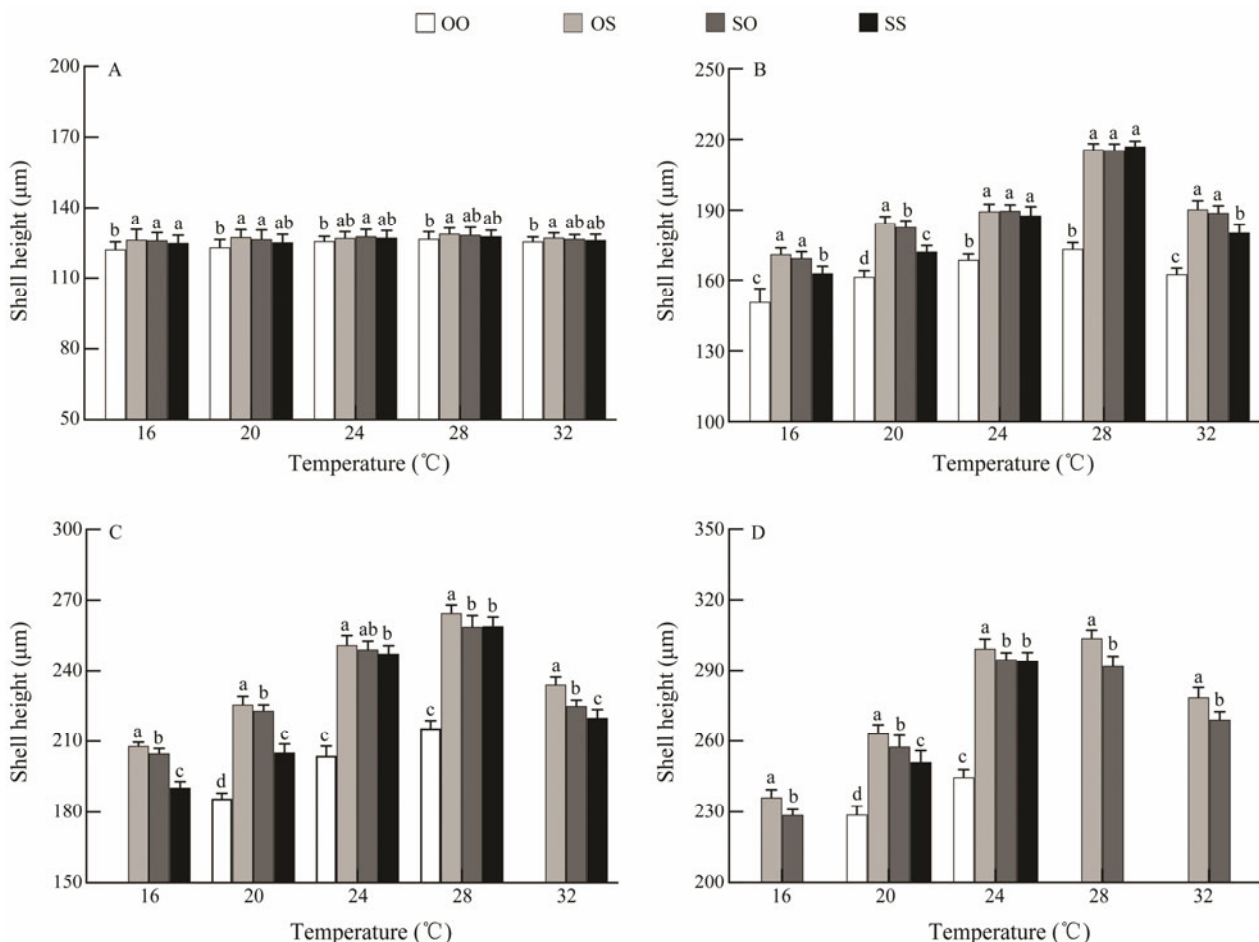 OO OS SO SS
A
200
170
140
110
80
50
Shell height (μm)
b a a a b a a ab b ab a ab b a ab ab b a ab ab
16 20 24 28 32
Temperature (℃)
B
250
220
190
160
130
100
Shell height (μm)
c a a b d a b c b a a a b a a a c a a b
16 20 24 28 32
Temperature (℃)
C
300
270
240
210
180
150
Shell height (μm)
a b c d a b c c a ab b c a b b a b c
16 20 24 28 32
Temperature (℃)
D
350
320
290
260
230
200
Shell height (μm)
a b d a b c c a b b a b a b
16 20 24 28 32
Temperature (℃)